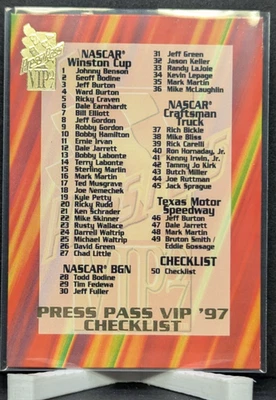 PRESS PASS
VIP
NASCAR®
Winston Cup
1 Johnny Benson
2 Geoff Bodine
3 Jeff Burton
4 Ward Burton
5 Ricky Craven
6 Dale Earnhardt
7 Bill Elliott
8 Jeff Gordon
9 Robby Gordon
10 Bobby Hamilton
11 Ernie Irvan
12 Dale Jarrett
13 Bobby Labonte
14 Terry Labonte
15 Sterling Marlin
16 Mark Martin
17 Ted Musgrave
18 Joe Nemechek
19 Kyle Petty
20 Ricky Rudd
21 Ken Schrader
22 Mike Skinner
23 Rusty Wallace
24 Darrell Waltrip
25 Michael Waltrip
26 David Green
27 Chad Little
NASCAR® BGN
28 Todd Bodine
29 Tim Fedewa
30 Jeff Fuller
31 Jeff Green
32 Jason Keller
33 Randy LaJoie
34 Kevin Lepage
35 Mark Martin
36 Mike McLaughlin
NASCAR®
Craftsman
Truck
37 Rich Bickle
38 Mike Bliss
39 Rick Carelli
40 Ron Hornaday, Jr.
41 Kenny Irwin, Jr.
42 Tammy Jo Kirk
43 Butch Miller
44 Joe Ruttman
45 Jack Sprague
Texas Motor
Speedway
46 Jeff Burton
47 Dale Jarrett
48 Mark Martin
49 Bruton Smith/
Eddie Gossage
CHECKLIST
50 Checklist
PRESS PASS VIP '97
CHECKLIST